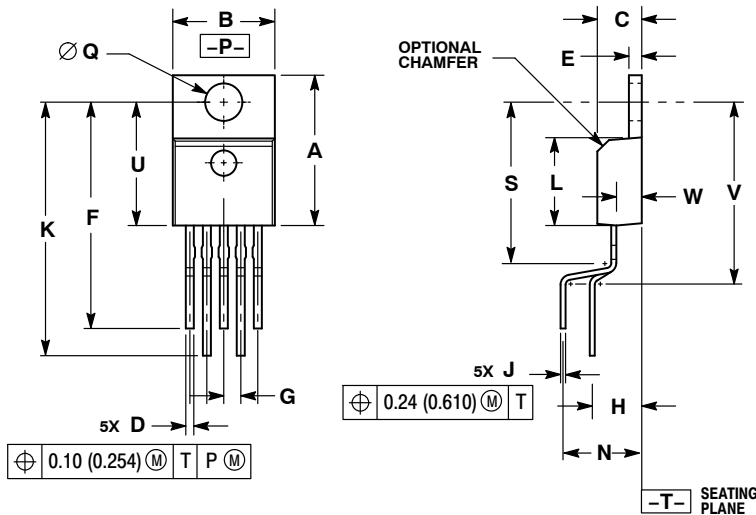 B
–P–
Ø Q
U
F
K
A
G
5X D
⌖ 0.10 (0.254) Ⓜ T P Ⓜ
C
OPTIONAL
CHAMFER
E
S
L
W
V
5X J
⌖ 0.24 (0.610) Ⓜ T
H
N
–T– SEATING
PLANE